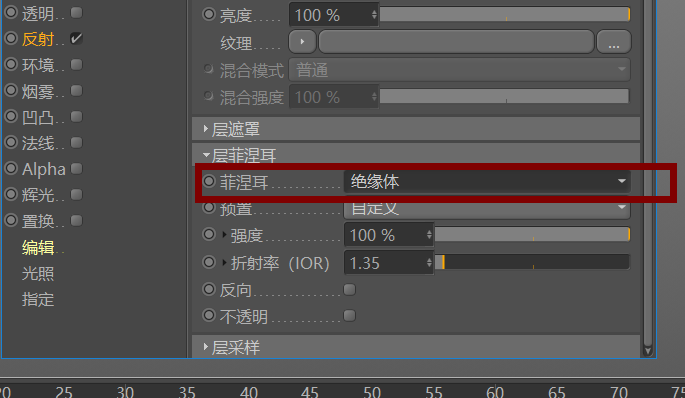 透明
反射
环境
烟雾
凹凸
法线
Alpha
辉光
置换
编辑
光照
指定
亮度 100 %
纹理 ...
混合模式 普通
混合强度 100 %
层遮罩
层菲涅耳
菲涅耳 绝缘体
预置 自定义
强度 100 %
折射率（IOR） 1.35
反向
不透明
层采样
20 25 30 35 40 45 50 55 60 65 70 75